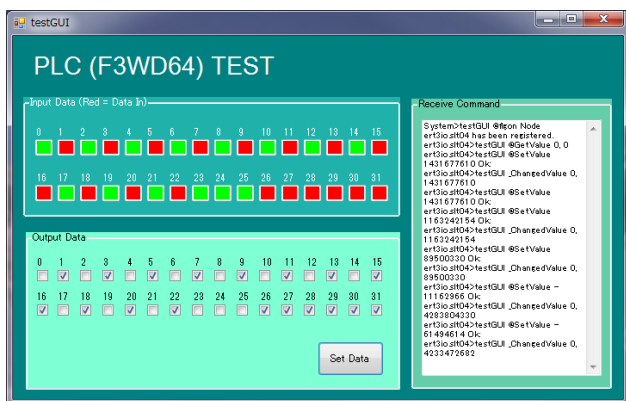 testGUI
PLC (F3WD64) TEST
Input Data (Red = Data In)
0 1 2 3 4 5 6 7 8 9 10 11 12 13 14 15
16 17 18 19 20 21 22 23 24 25 26 27 28 29 30 31
Output Data
0 1 2 3 4 5 6 7 8 9 10 11 12 13 14 15
16 17 18 19 20 21 22 23 24 25 26 27 28 29 30 31
Set Data
Receive Command
System>testGUI @flgon Node
ert3io.slt04 has been registered.
ert3io.slt04>testGUI @GetValue 0, 0
ert3io.slt04>testGUI @SetValue
1431677610 Ok:
ert3io.slt04>testGUI _ChangedValue 0,
1431677610
ert3io.slt04>testGUI @SetValue
1431677610 Ok:
ert3io.slt04>testGUI @SetValue
1163242154 Ok:
ert3io.slt04>testGUI _ChangedValue 0,
1163242154
ert3io.slt04>testGUI @SetValue
89500330 Ok:
ert3io.slt04>testGUI _ChangedValue 0,
89500330
ert3io.slt04>testGUI @SetValue -
11162966 Ok:
ert3io.slt04>testGUI _ChangedValue 0,
4283804330
ert3io.slt04>testGUI @SetValue -
61494614 Ok:
ert3io.slt04>testGUI _ChangedValue 0,
4233472682